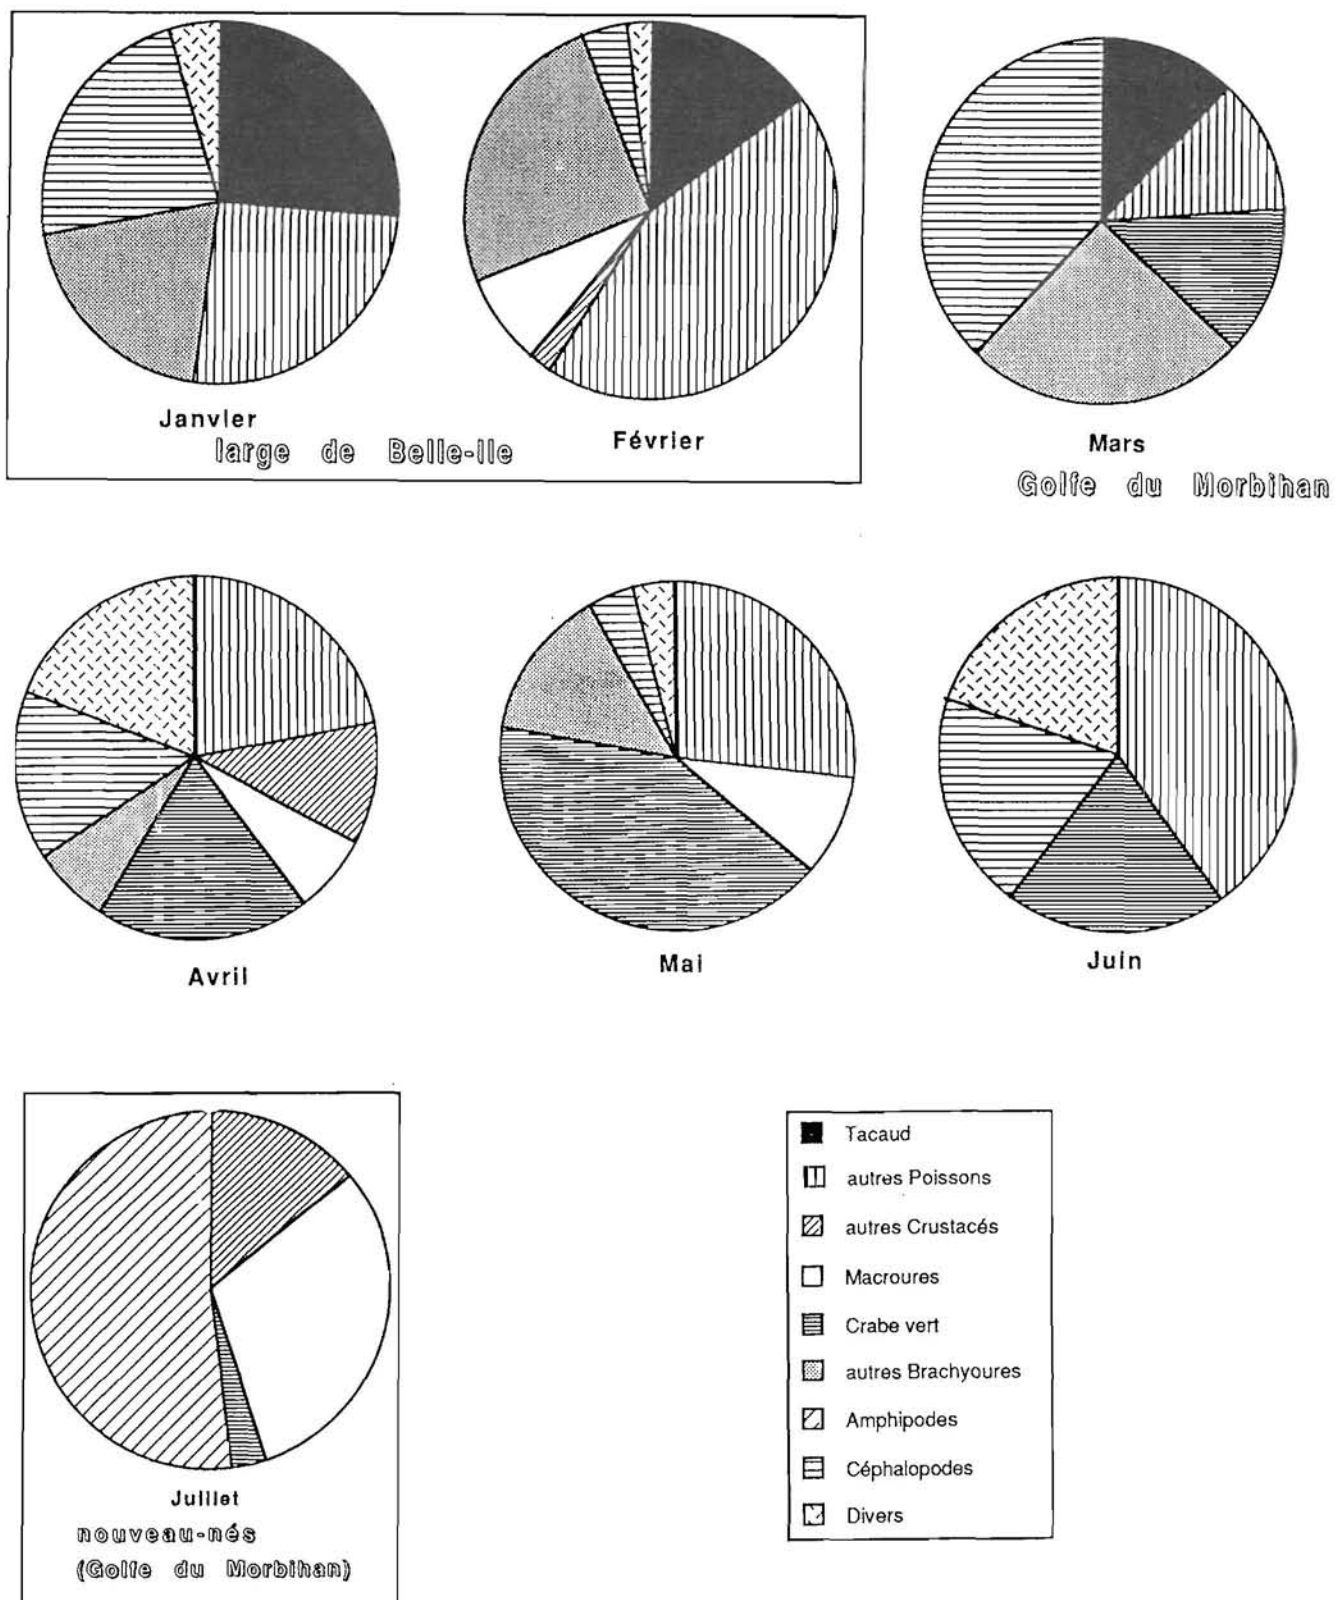 Janvier
Février
large de Belle-Ile
Mars
Golfe du Morbihan
Avril
Mai
Juin
Juillet
nouveau-nés
(Golfe du Morbihan)
Tacaud
autres Poissons
autres Crustacés
Macroures
Crabe vert
autres Brachyoures
Amphipodes
Céphalopodes
Divers